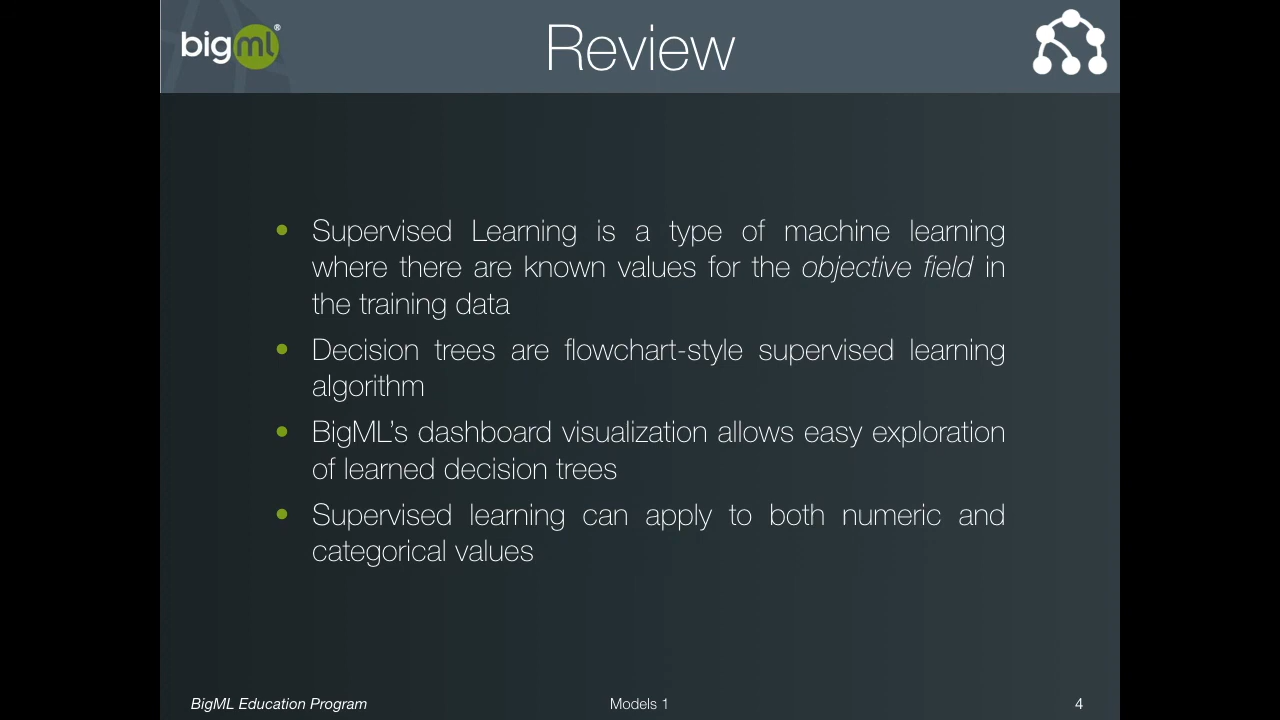 bigml®
Review
• Supervised Learning is a type of machine learning
where there are known values for the objective field in
the training data
• Decision trees are flowchart-style supervised learning
algorithm
• BigML’s dashboard visualization allows easy exploration
of learned decision trees
• Supervised learning can apply to both numeric and
categorical values
BigML Education Program
Models 1
4